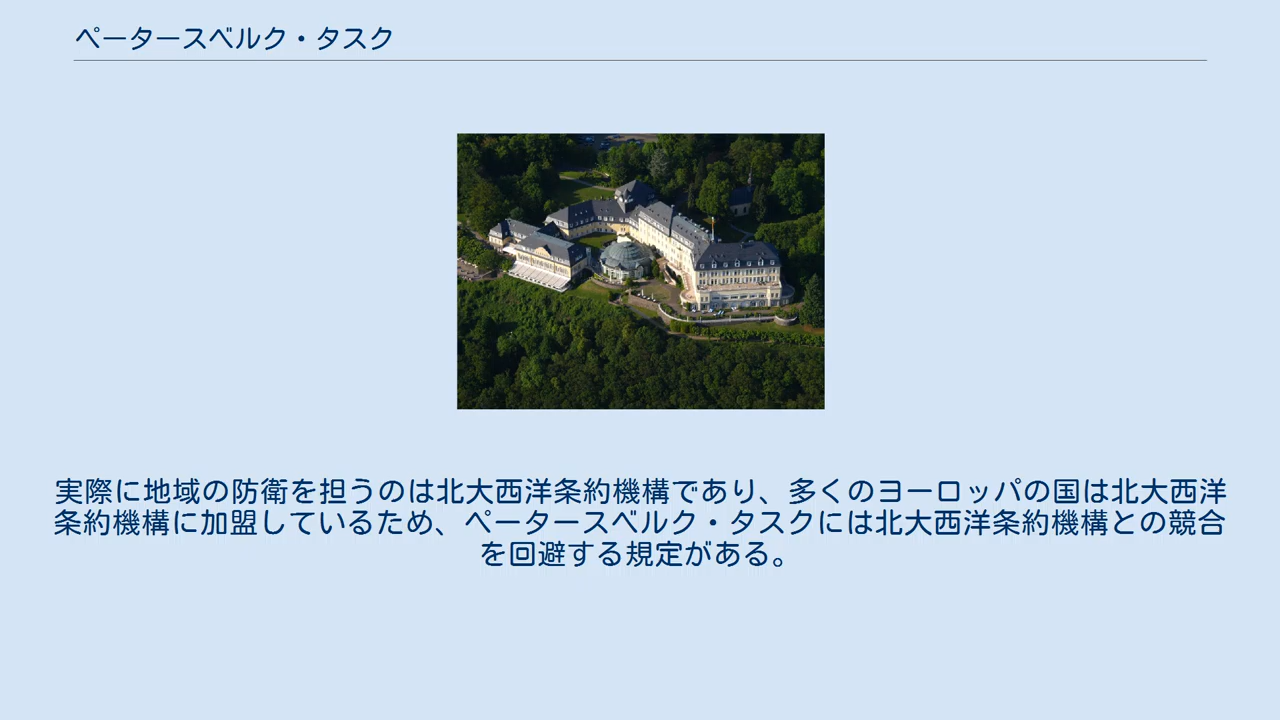 ペータースベルク・タスク
実際に地域の防衛を担うのは北大西洋条約機構であり、多くのヨーロッパの国は北大西洋
条約機構に加盟しているため、ペータースベルク・タスクには北大西洋条約機構との競合
を回避する規定がある。